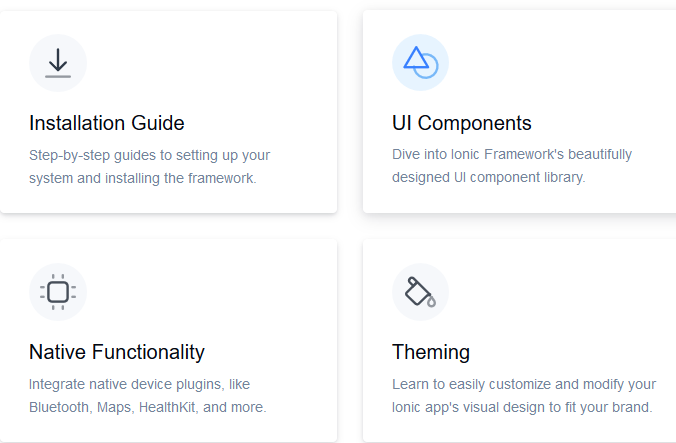 Installation Guide
Step-by-step guides to setting up your
system and installing the framework.
UI Components
Dive into Ionic Framework's beautifully
designed UI component library.
Native Functionality
Integrate native device plugins, like
Bluetooth, Maps, HealthKit, and more.
Theming
Learn to easily customize and modify your
Ionic app's visual design to fit your brand.